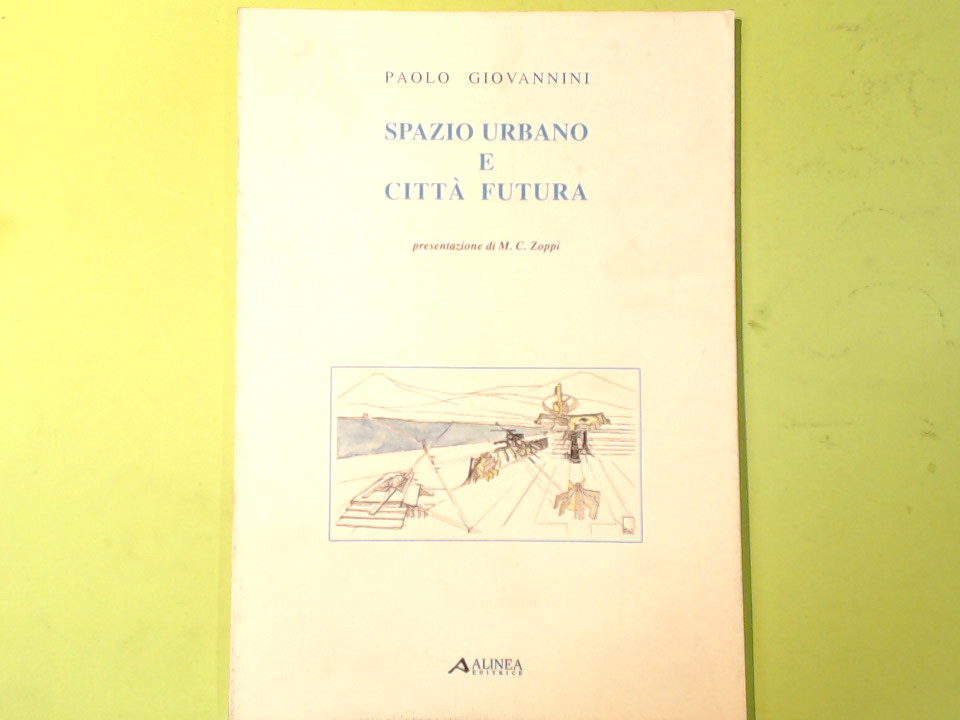 PAOLO GIOVANNINI
SPAZIO URBANO
E
CITTÀ FUTURA
presentazione di M. C. Zoppi
ALINEA
EDITRICE